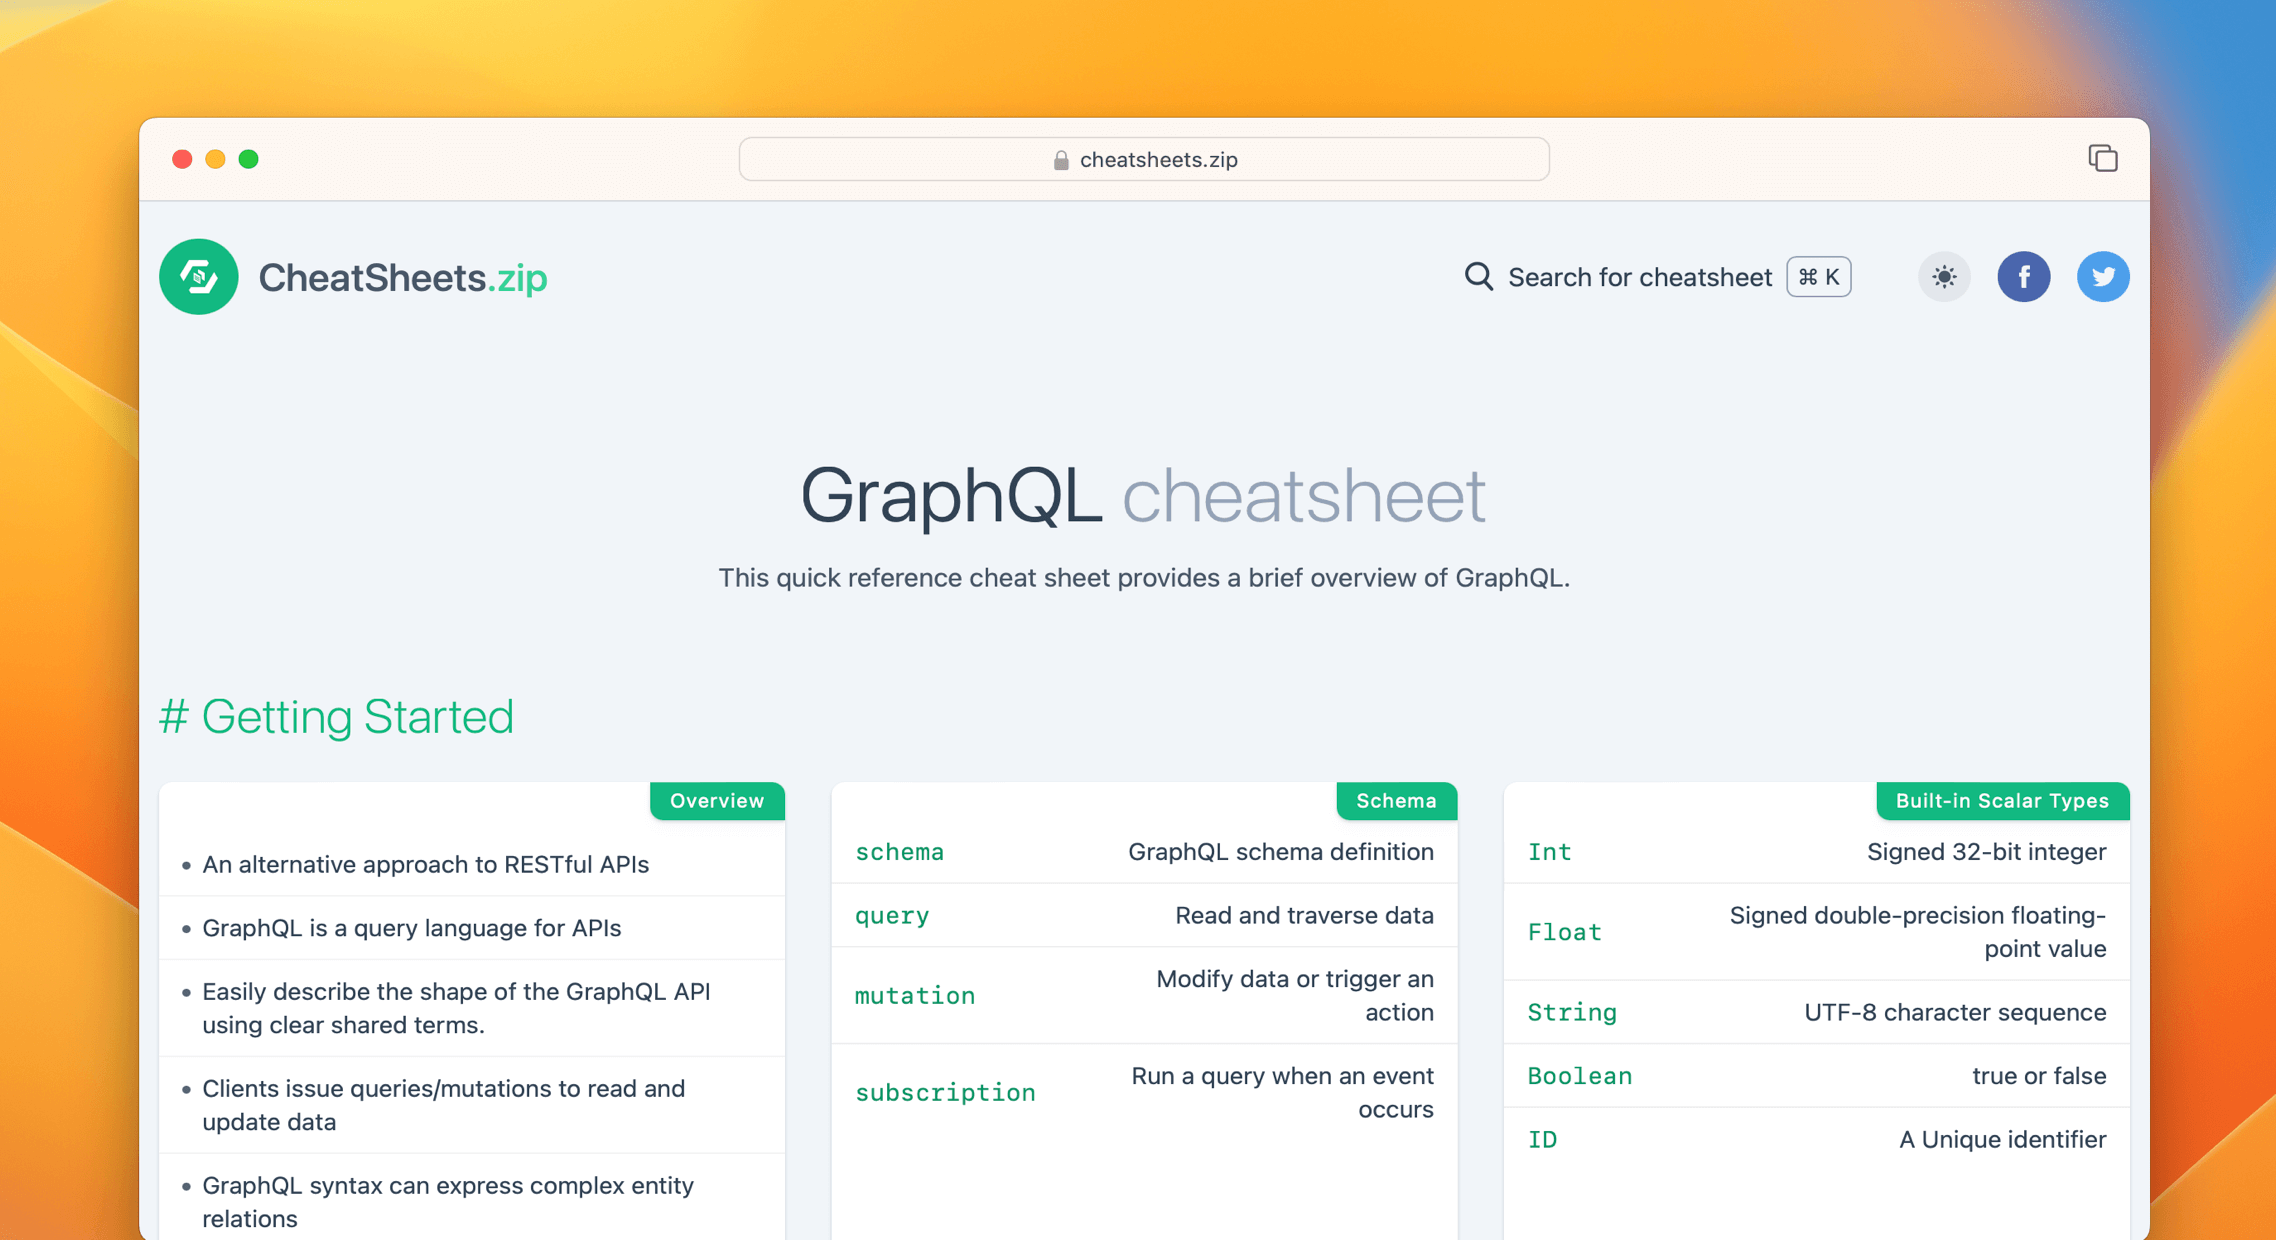 cheatsheets.zip
CheatSheets.zip
Search for cheatsheet ⌘ K
GraphQL cheatsheet
This quick reference cheat sheet provides a brief overview of GraphQL.
# Getting Started
Overview
• An alternative approach to RESTful APIs
• GraphQL is a query language for APIs
• Easily describe the shape of the GraphQL API
using clear shared terms.
• Clients issue queries/mutations to read and
update data
• GraphQL syntax can express complex entity
relations
Schema
schema GraphQL schema definition
query Read and traverse data
mutation Modify data or trigger an
action
subscription Run a query when an event
occurs
Built-in Scalar Types
Int Signed 32-bit integer
Float Signed double-precision floating-
point value
String UTF-8 character sequence
Boolean true or false
ID A Unique identifier